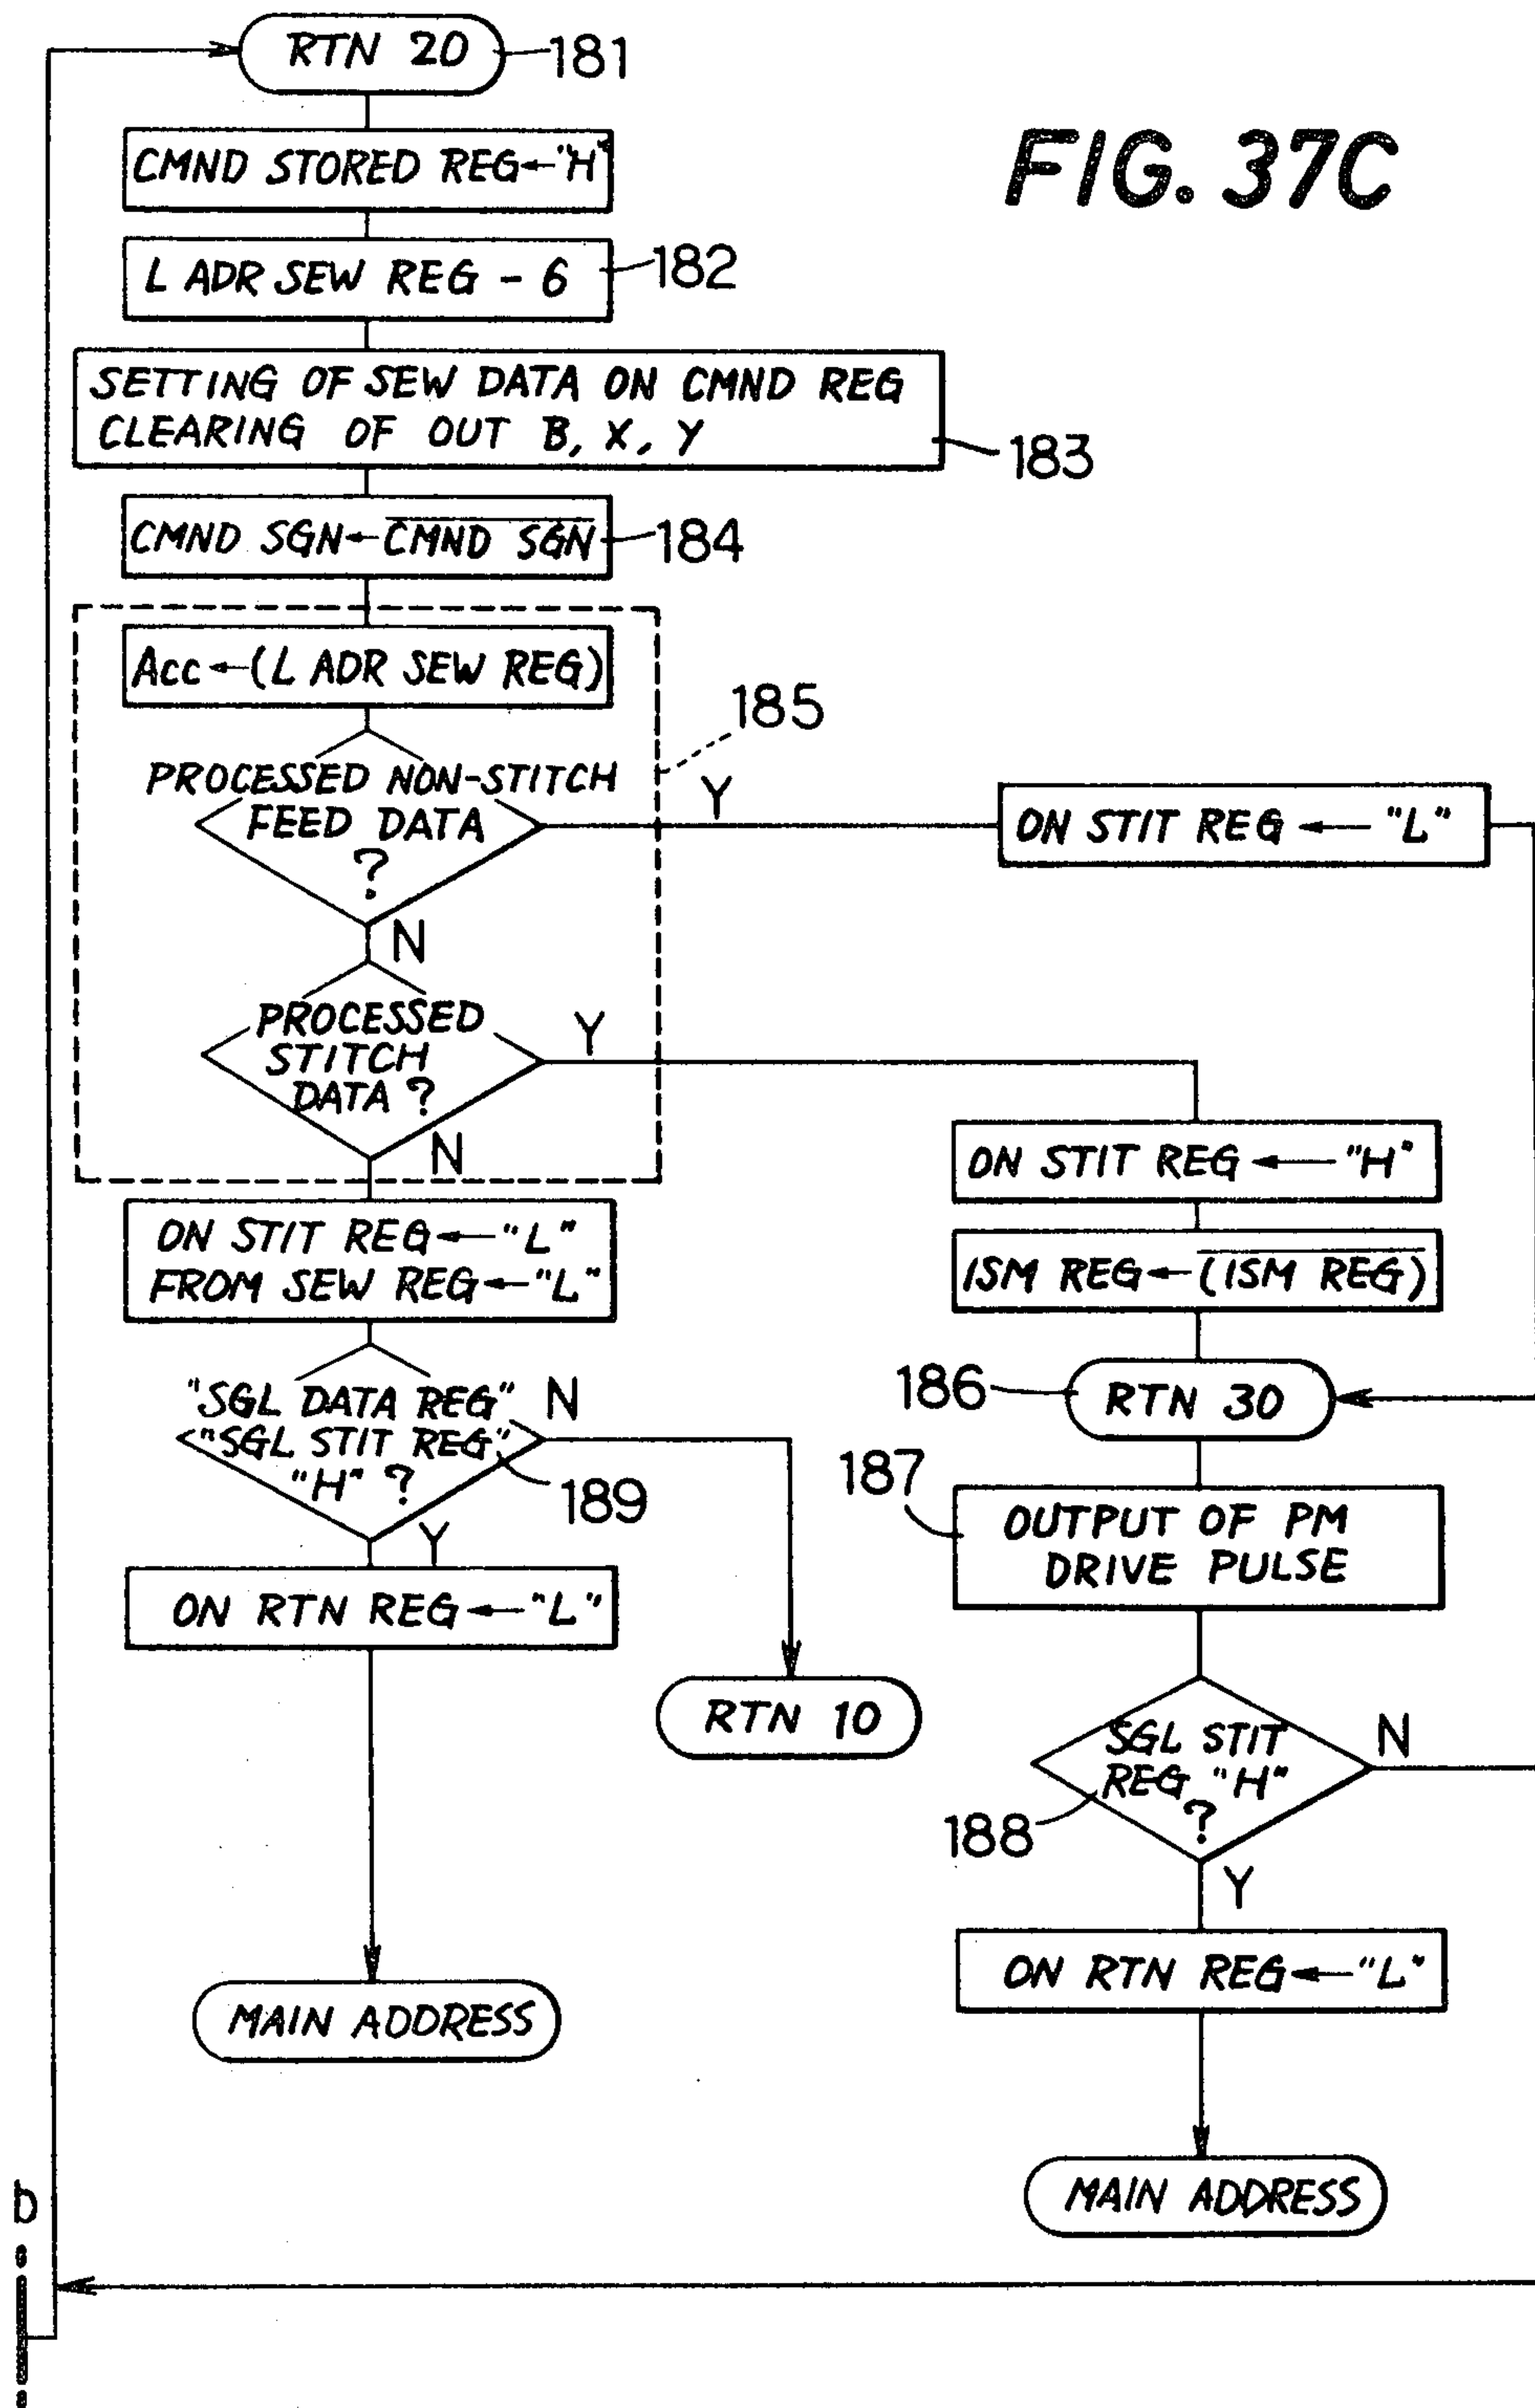 RTN 20
181
FIG. 37C
CMND STORED REG←"H"
L ADR SEW REG - 6
182
SETTING OF SEW DATA ON CMND REG
CLEARING OF OUT B, X, Y
183
CMND SGN←C̅M̅N̅D̅ ̅S̅G̅N̅
184
Acc←(L ADR SEW REG)
185
PROCESSED NON-STITCH
FEED DATA
?
Y
ON STIT REG ← "L"
N
PROCESSED
STITCH
DATA ?
Y
N
ON STIT REG ← "H"
ISM REG←(̅I̅S̅M̅ ̅R̅E̅G̅)̅
ON STIT REG←"L"
FROM SEW REG←"L"
186
RTN 30
"SGL DATA REG"
"SGL STIT REG"
"H" ?
N
189
Y
187
OUTPUT OF PM
DRIVE PULSE
ON RTN REG←"L"
RTN 10
SGL STIT
REG "H"
?
N
188
Y
ON RTN REG←"L"
MAIN ADDRESS
MAIN ADDRESS
b